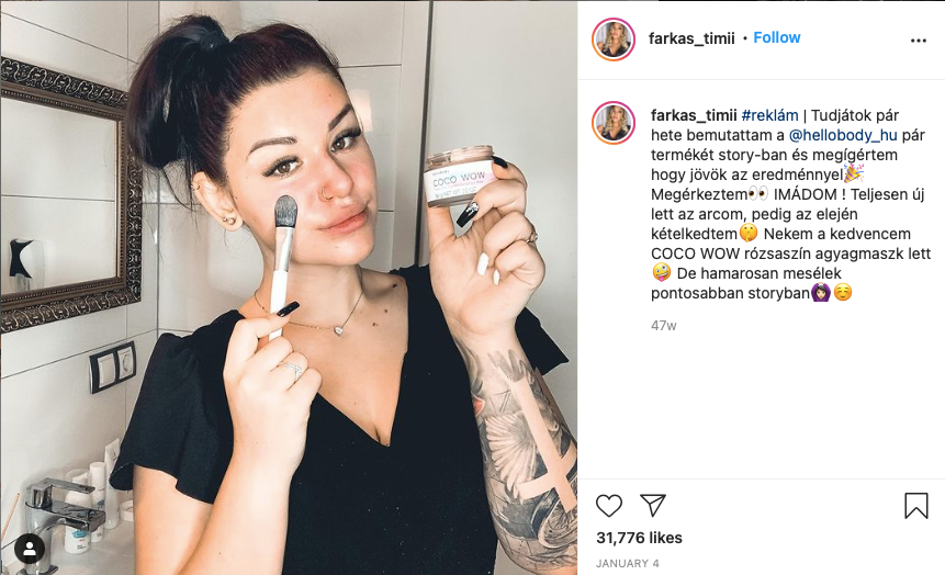 farkas_timii • Follow
farkas_timii #reklám | Tudjátok pár
hete bemutattam a @hellobody_hu pár
termékét story-ban és megígértem
hogy jövök az eredménnyel🎉
Megérkeztem👀 IMÁDOM ! Teljesen új
lett az arcom, pedig az elején
kételkedtem🤫 Nekem a kedvencem
COCO WOW rózsaszín agyagmaszk lett
🤪 De hamarosan mesélek
pontosabban storyban🙆🏻‍♀️☺️
47w
31,776 likes
JANUARY 4
COCO WOW